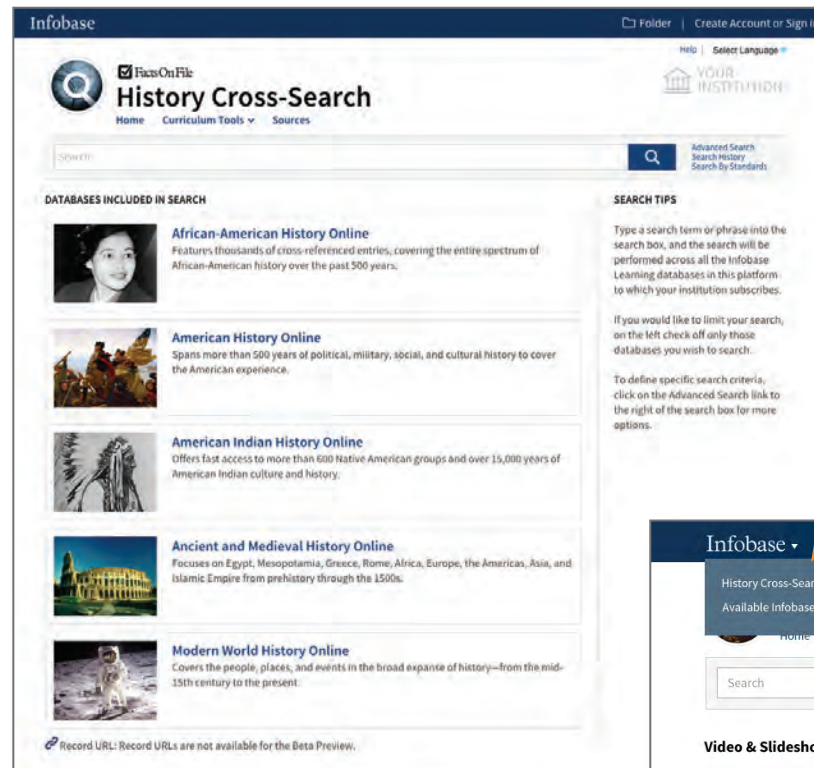 Infobase
Folder | Create Account or Sign in
Help | Select Language
YOUR
INSTITUTION
FactsOnFile
History Cross-Search
Home Curriculum Tools Sources
Search
Advanced Search
Search History
Search By Standards
DATABASES INCLUDED IN SEARCH
African-American History Online
Features thousands of cross-referenced entries, covering the entire spectrum of
African-American history over the past 500 years.
American History Online
Spans more than 500 years of political, military, social, and cultural history to cover
the American experience.
American Indian History Online
Offers fast access to more than 600 Native American groups and over 15,000 years of
American Indian culture and history.
Ancient and Medieval History Online
Focuses on Egypt, Mesopotamia, Greece, Rome, Africa, Europe, the Americas, Asia, and
Islamic Empire from prehistory through the 1500s.
Modern World History Online
Covers the people, places, and events in the broad expanse of history—from the mid-
15th century to the present.
Record URL: Record URLs are not available for the Beta Preview.
SEARCH TIPS
Type a search term or phrase into the
search box, and the search will be
performed across all the Infobase
Learning databases in this platform
to which your institution subscribes.
If you would like to limit your search,
on the left check off only those
databases you wish to search.
To define specific search criteria,
click on the Advanced Search link to
the right of the search box for more
options.
Infobase
History Cross-Sear
Available Infobase
Home
Search
Video & Slidesho